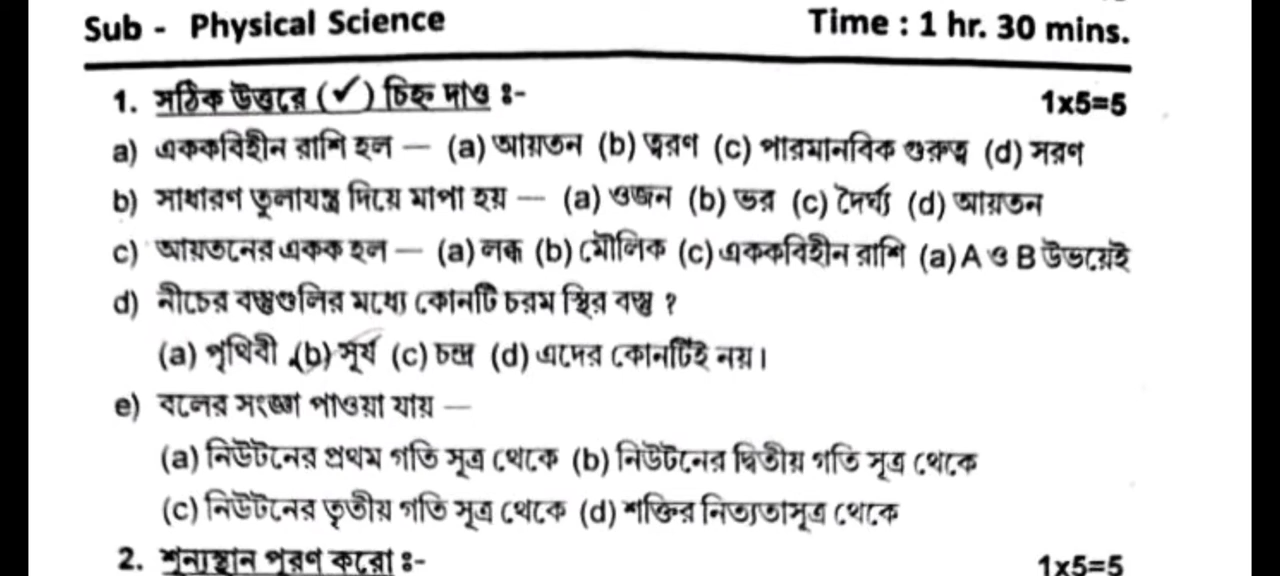 Sub - Physical Science Time : 1 hr. 30 mins.
1. সঠিক উত্তরে (✓) চিহ্ন দাও ঃ- 1x5=5
a) এককবিহীন রাশি হল — (a) আয়তন (b) ত্বরণ (c) পারমানবিক গুরুত্ব (d) সরণ
b) সাধারণ তুলাযন্ত্র দিয়ে মাপা হয় — (a) ওজন (b) ভর (c) দৈর্ঘ্য (d) আয়তন
c) আয়তনের একক হল — (a) লব্ধ (b) মৌলিক (c) এককবিহীন রাশি (a) A ও B উভয়েই
d) নীচের বস্তুগুলির মধ্যে কোনটি চরম স্থির বস্তু ?
(a) পৃথিবী (b) সূর্য (c) চন্দ্র (d) এদের কোনটিই নয়।
e) বলের সংজ্ঞা পাওয়া যায় —
(a) নিউটনের প্রথম গতি সূত্র থেকে (b) নিউটনের দ্বিতীয় গতি সূত্র থেকে
(c) নিউটনের তৃতীয় গতি সূত্র থেকে (d) শক্তির নিত্যতাসূত্র থেকে
2. শূন্যস্থান পূরণ করো ঃ- 1x5=5